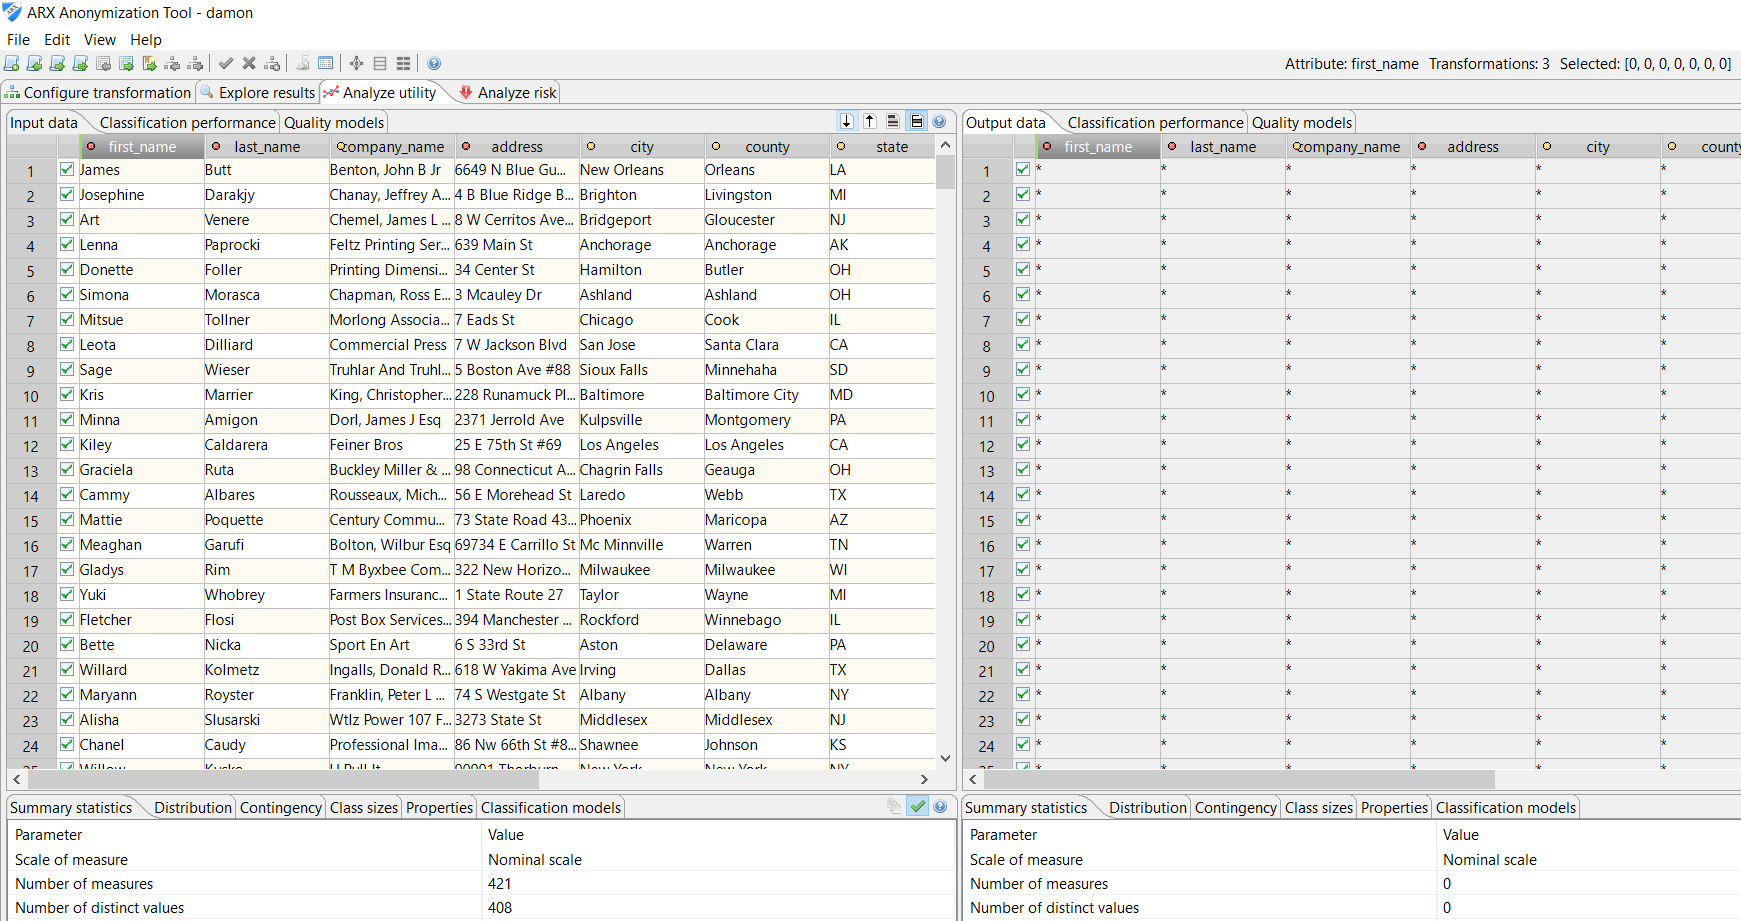 ARX Anonymization Tool - damon
File Edit View Help
Attribute: first_name Transformations: 3 Selected: [0, 0, 0, 0, 0, 0, 0]
Configure transformation Explore results Analyze utility Analyze risk
Input data Classification performance Quality models
first_name last_name company_name address city county state
1 James Butt Benton, John B Jr 6649 N Blue Gu... New Orleans Orleans LA
2 Josephine Darakjy Chanay, Jeffrey A... 4 B Blue Ridge B... Brighton Livingston MI
3 Art Venere Chemel, James L ... 8 W Cerritos Ave... Bridgeport Gloucester NJ
4 Lenna Paprocki Feltz Printing Ser... 639 Main St Anchorage Anchorage AK
5 Donette Foller Printing Dimensi... 34 Center St Hamilton Butler OH
6 Simona Morasca Chapman, Ross E... 3 Mcauley Dr Ashland Ashland OH
7 Mitsue Tollner Morlong Associa... 7 Eads St Chicago Cook IL
8 Leota Dilliard Commercial Press 7 W Jackson Blvd San Jose Santa Clara CA
9 Sage Wieser Truhlar And Truhl... 5 Boston Ave #88 Sioux Falls Minnehaha SD
10 Kris Marrier King, Christopher... 228 Runamuck Pl... Baltimore Baltimore City MD
11 Minna Amigon Dorl, James J Esq 2371 Jerrold Ave Kulpsville Montgomery PA
12 Kiley Caldarera Feiner Bros 25 E 75th St #69 Los Angeles Los Angeles CA
13 Graciela Ruta Buckley Miller & ... 98 Connecticut A... Chagrin Falls Geauga OH
14 Cammy Albares Rousseaux, Mich... 56 E Morehead St Laredo Webb TX
15 Mattie Poquette Century Commu... 73 State Road 43... Phoenix Maricopa AZ
16 Meaghan Garufi Bolton, Wilbur Esq 69734 E Carrillo St Mc Minnville Warren TN
17 Gladys Rim T M Byxbee Com... 322 New Horizo... Milwaukee Milwaukee WI
18 Yuki Whobrey Farmers Insuranc... 1 State Route 27 Taylor Wayne MI
19 Fletcher Flosi Post Box Services... 394 Manchester ... Rockford Winnebago IL
20 Bette Nicka Sport En Art 6 S 33rd St Aston Delaware PA
21 Willard Kolmetz Ingalls, Donald R... 618 W Yakima Ave Irving Dallas TX
22 Maryann Royster Franklin, Peter L ... 74 S Westgate St Albany Albany NY
23 Alisha Slusarski Wtlz Power 107 F... 3273 State St Middlesex Middlesex NJ
24 Chanel Caudy Professional Ima... 86 Nw 66th St #8... Shawnee Johnson KS
Output data Classification performance Quality models
first_name last_name company_name address city county
1 * * * * * *
2 * * * * * *
3 * * * * * *
4 * * * * * *
5 * * * * * *
6 * * * * * *
7 * * * * * *
8 * * * * * *
9 * * * * * *
10 * * * * * *
11 * * * * * *
12 * * * * * *
13 * * * * * *
14 * * * * * *
15 * * * * * *
16 * * * * * *
17 * * * * * *
18 * * * * * *
19 * * * * * *
20 * * * * * *
21 * * * * * *
22 * * * * * *
23 * * * * * *
24 * * * * * *
Summary statistics Distribution Contingency Class sizes Properties Classification models
Parameter Value
Scale of measure Nominal scale
Number of measures 421
Number of distinct values 408
Summary statistics Distribution Contingency Class sizes Properties Classification models
Parameter Value
Scale of measure Nominal scale
Number of measures 0
Number of distinct values 0